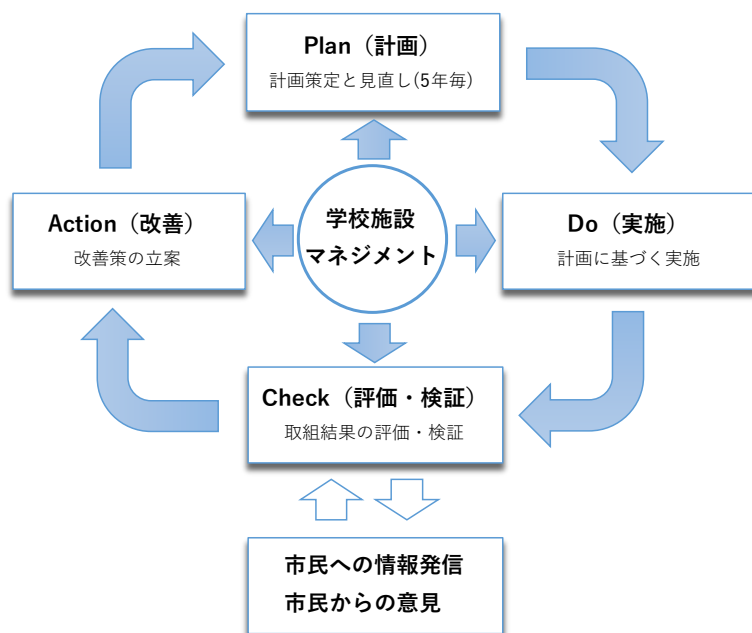 Plan（計画）
計画策定と見直し(5年毎)
Action（改善）
改善策の立案
学校施設
マネジメント
Do（実施）
計画に基づく実施
Check（評価・検証）
取組結果の評価・検証
市民への情報発信
市民からの意見